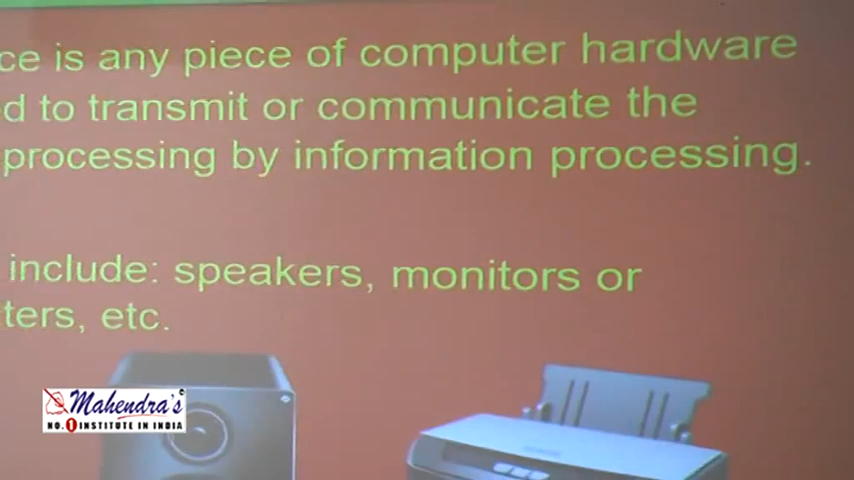 ce is any piece of computer hardware
d to transmit or communicate the
processing by information processing.
include: speakers, monitors or
ters, etc.
Mahendra's
NO. 1 INSTITUTE IN INDIA